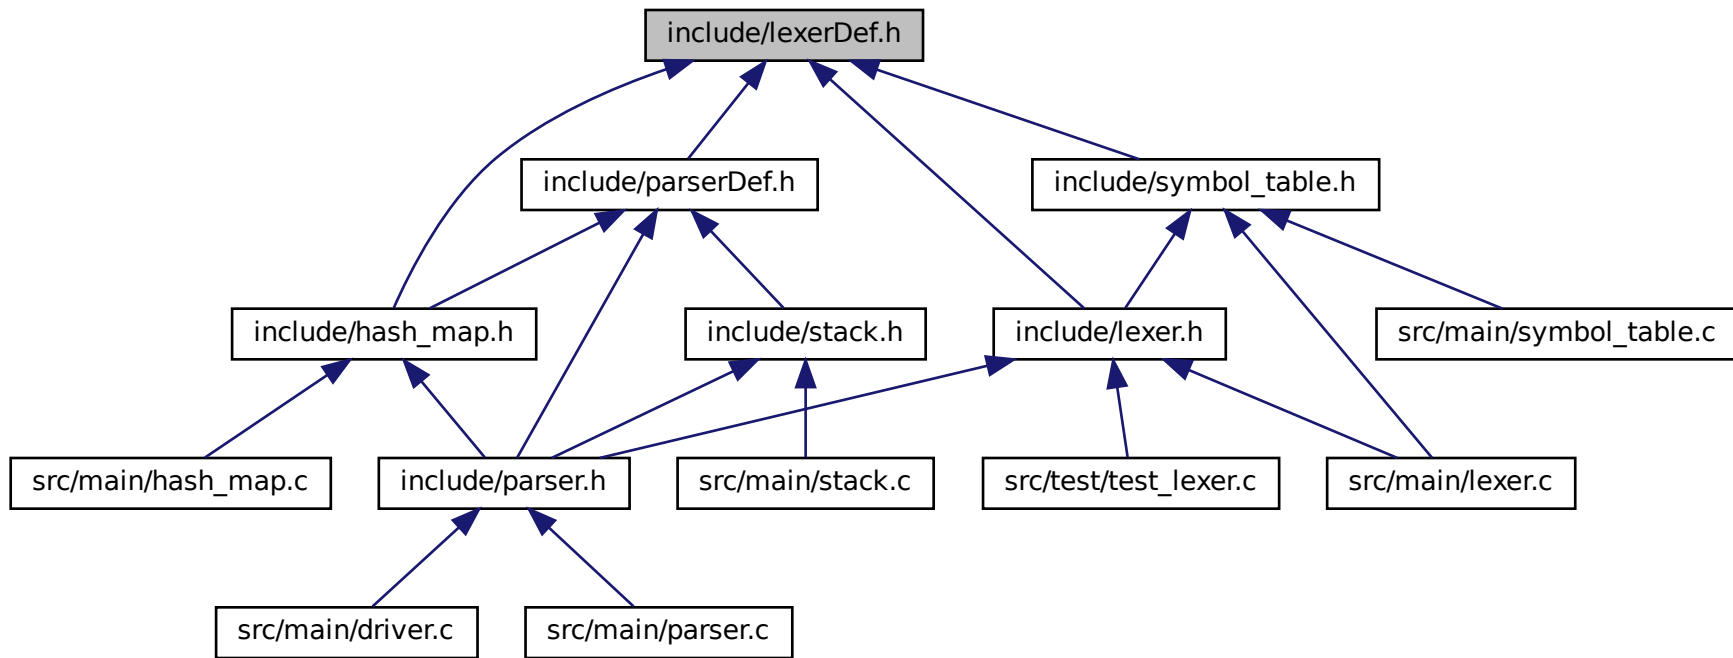 include/lexerDef.h
include/parserDef.h
include/symbol_table.h
include/hash_map.h
include/stack.h
include/lexer.h
src/main/symbol_table.c
src/main/hash_map.c
include/parser.h
src/main/stack.c
src/test/test_lexer.c
src/main/lexer.c
src/main/driver.c
src/main/parser.c